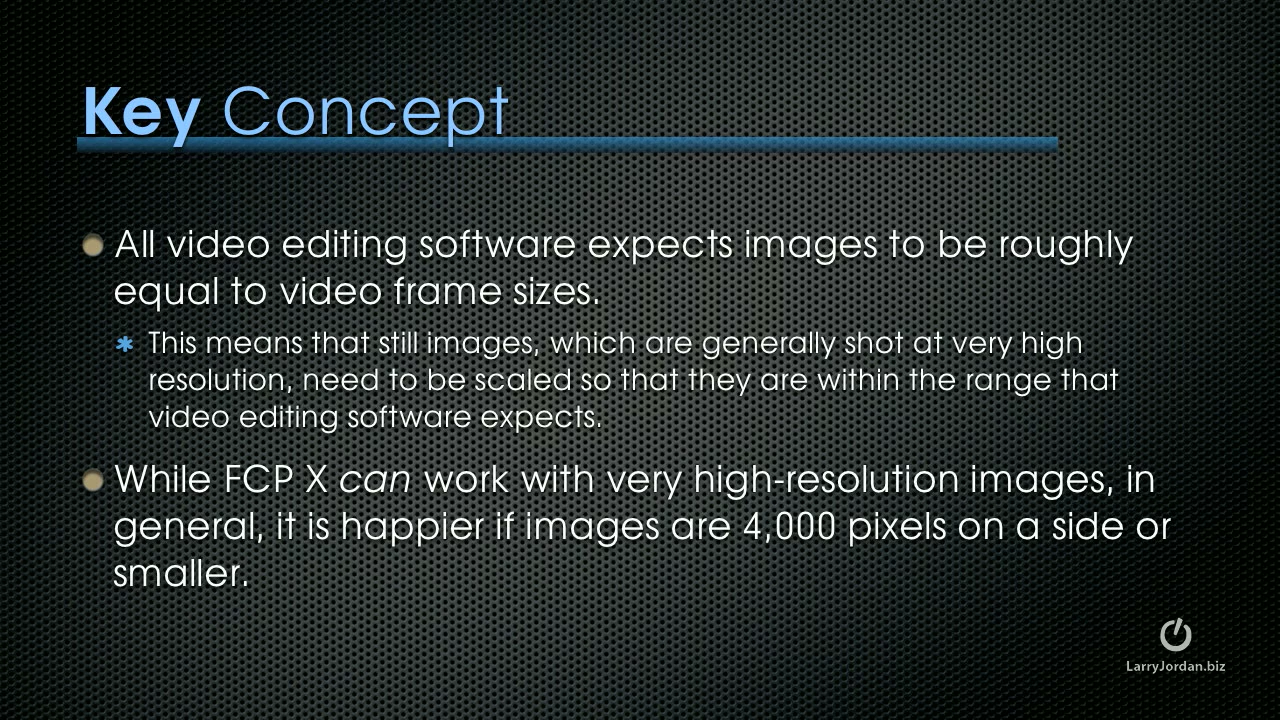 Key Concept
All video editing software expects images to be roughly
equal to video frame sizes.
This means that still images, which are generally shot at very high
resolution, need to be scaled so that they are within the range that
video editing software expects.
While FCP X can work with very high-resolution images, in
general, it is happier if images are 4,000 pixels on a side or
smaller.
LarryJordan.biz